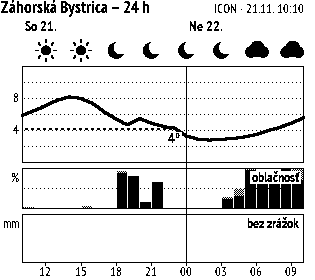 Záhorská Bystrica – 24 h
ICON - 21.11. 10:10
So 21.
Ne 22.
8
4
4°
%
oblačnosť
mm
bez zrážok
12 15 18 21 00 03 06 09